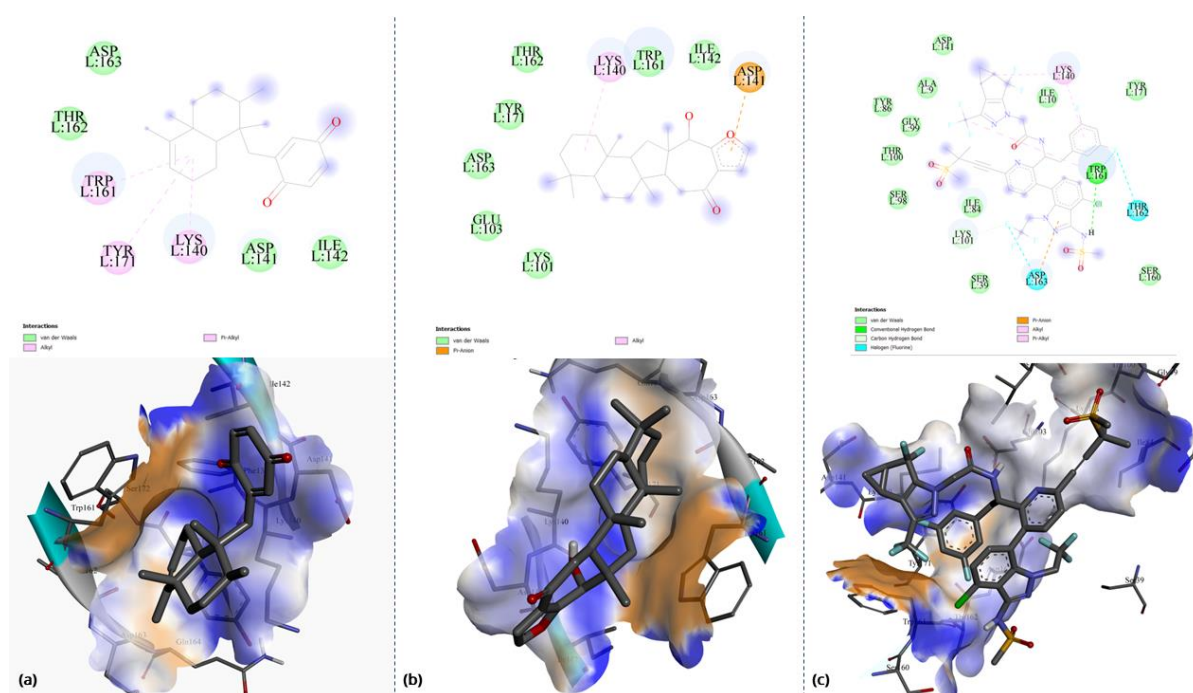 ASP
L:163
THR
L:162
TRP
L:161
TYR
L:171
LYS
L:140
ASP
L:141
ILE
L:142
Interactions
van der Waals
Alkyl
Pi-Alkyl
THR
L:162
LYS
L:140
TRP
L:161
ILE
L:142
ASP
L:141
TYR
L:171
ASP
L:163
GLU
L:103
LYS
L:101
Interactions
van der Waals
Pi-Anion
Alkyl
ASP
L:141
LYS
L:140
ALA
L:9
ILE
L:10
TYR
L:171
TYR
L:86
GLY
L:99
THR
L:100
TRP
L:161
SER
L:98
ILE
L:84
THR
L:162
LYS
L:101
H
SER
L:39
ASP
L:163
SER
L:160
Interactions
van der Waals
Conventional Hydrogen Bond
Carbon Hydrogen Bond
Halogen (Fluorine)
Pi-Anion
Alkyl
Pi-Alkyl
Trp161
(a)
(b)
(c)